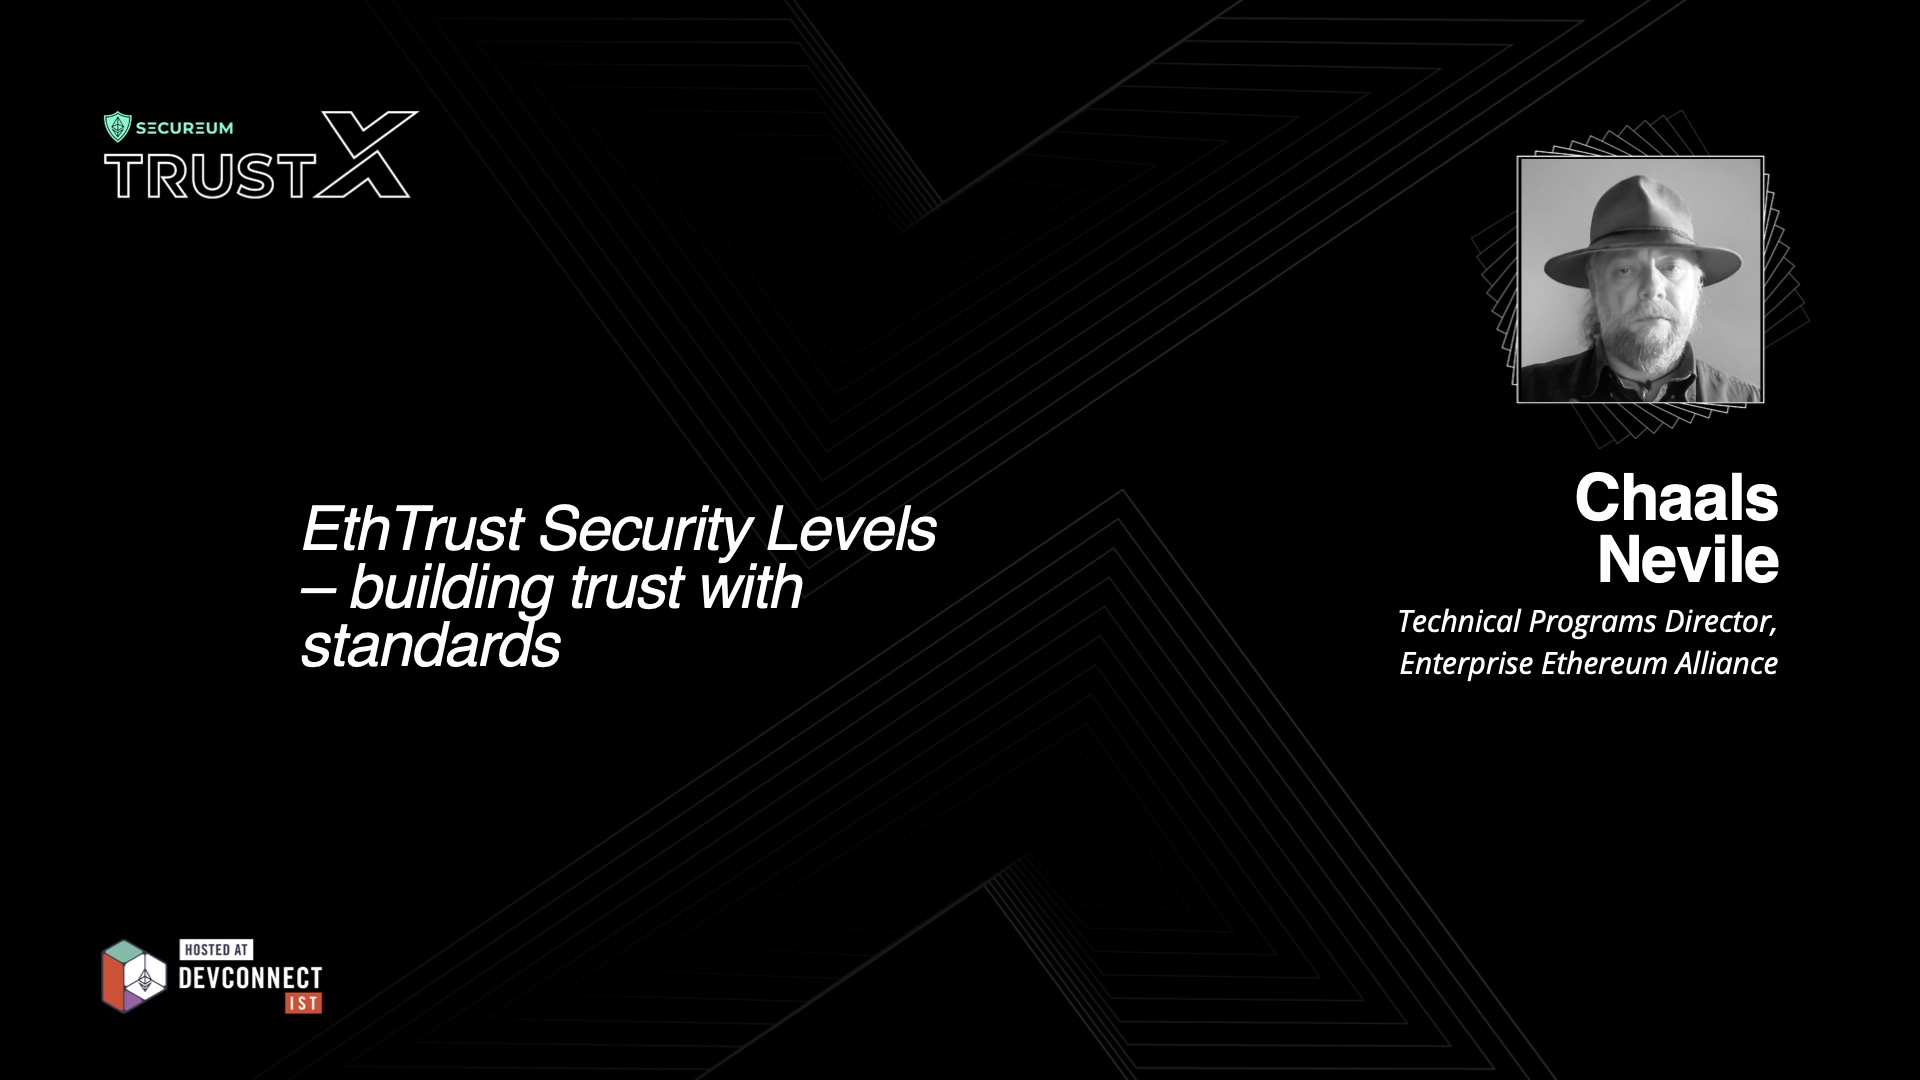 SECUREUM
TRUSTX
EthTrust Security Levels
– building trust with
standards
Chaals
Nevile
Technical Programs Director,
Enterprise Ethereum Alliance
HOSTED AT
DEVCONNECT
IST